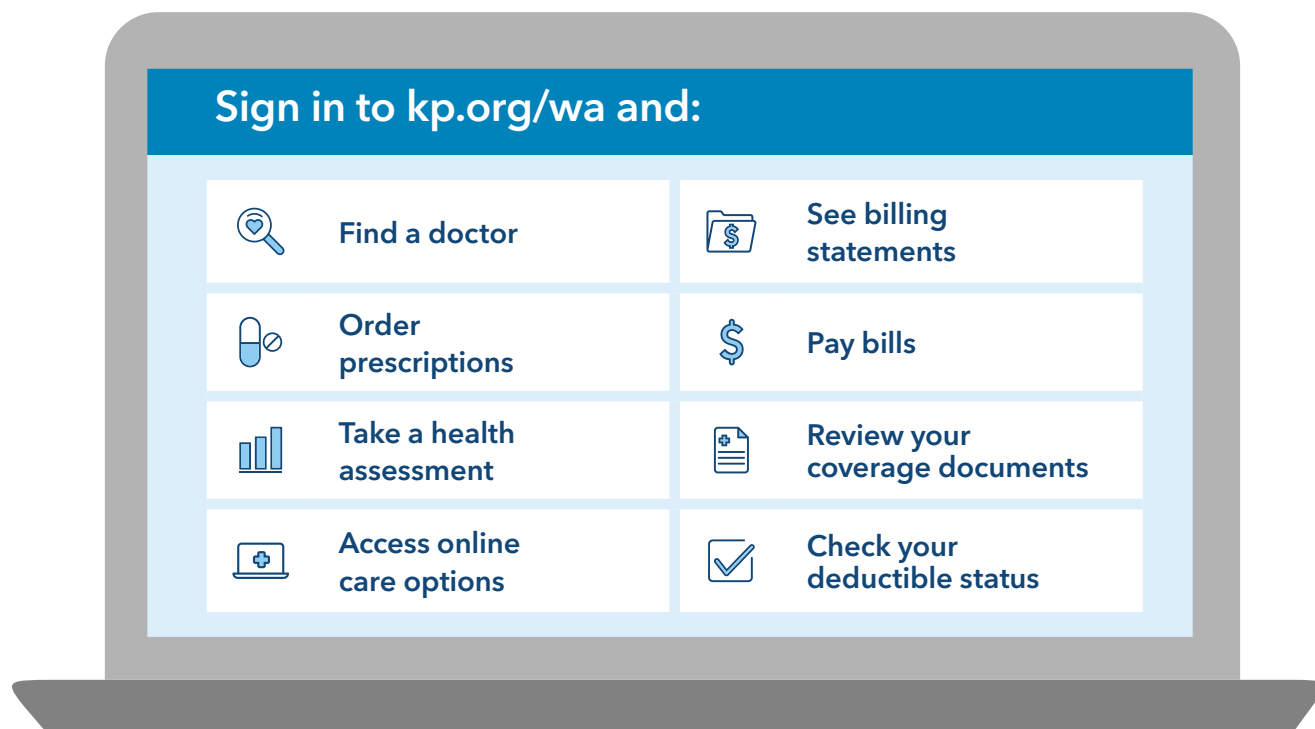 Sign in to kp.org/wa and:
Find a doctor
See billing
statements
Order
prescriptions
Pay bills
Take a health
assessment
Review your
coverage documents
Access online
care options
Check your
deductible status